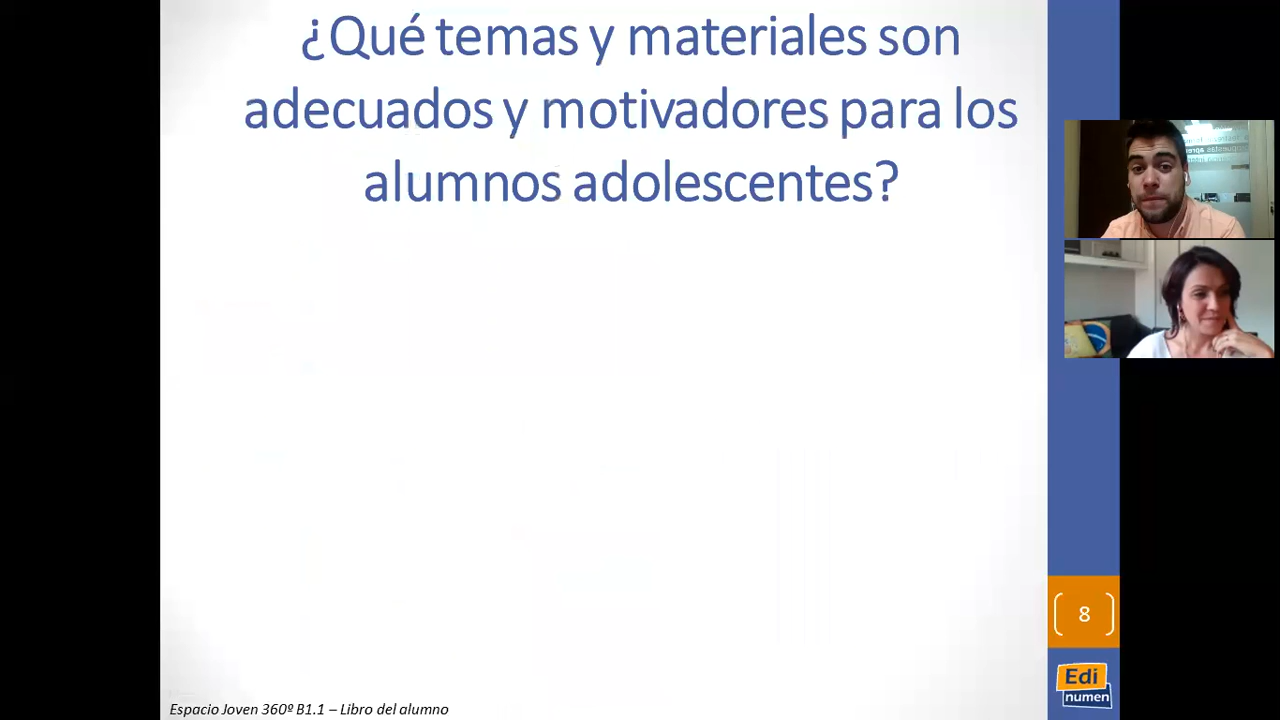 ¿Qué temas y materiales son
adecuados y motivadores para los
alumnos adolescentes?
8
Edi
numen
Espacio Joven 360º B1.1 – Libro del alumno